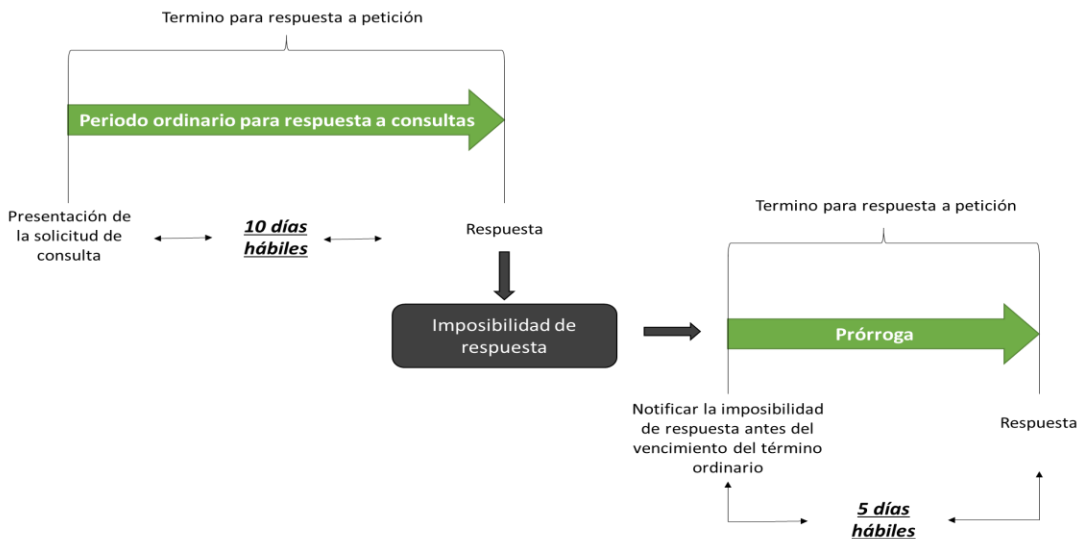 Termino para respuesta a petición
Periodo ordinario para respuesta a consultas
Presentación de
la solicitud de
consulta
10 días
hábiles
Respuesta
Imposibilidad de
respuesta
Termino para respuesta a petición
Prórroga
Notificar la imposibilidad
de respuesta antes del
vencimiento del término
ordinario
Respuesta
5 días
hábiles